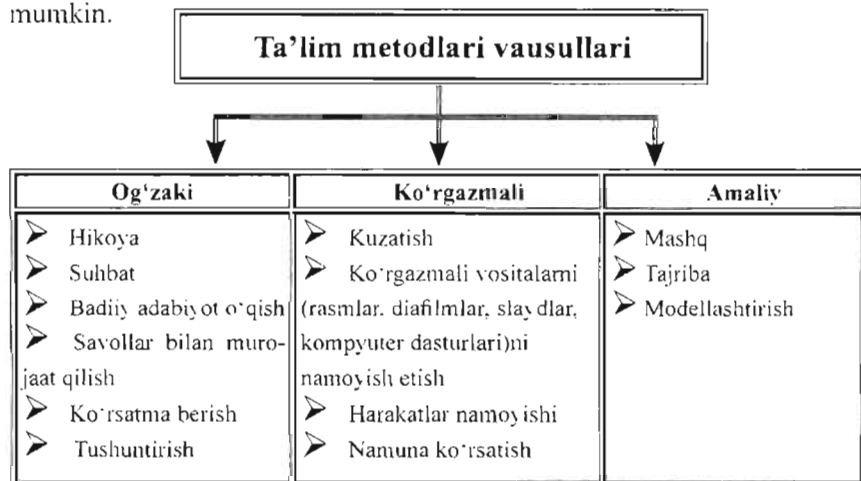 mumkin.
Ta’lim metodlari vausullari
Og‘zaki
Hikoya
Suhbat
Badiiy adabiyot o‘qish
Savollar bilan muro-
jaat qilish
Ko‘rsatma berish
Tushuntirish
Ko‘rgazmali
Kuzatish
Ko‘rgazmali vositalarni
(rasmlar. diafilmlar, slaydlar,
kompyuter dasturlari)ni
namoyish etish
Harakatlar namoyishi
Namuna ko‘rsatish
Amaliy
Mashq
Tajriba
Modellashtirish